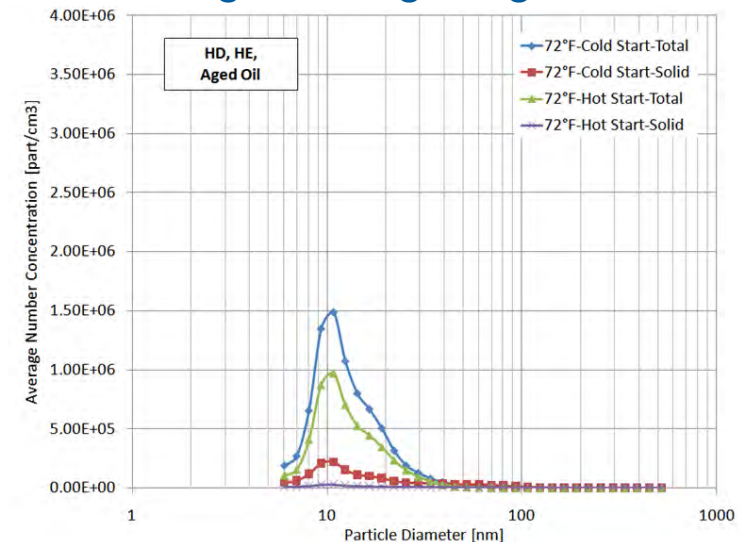 4.00E+06
3.50E+06
3.00E+06
2.50E+06
2.00E+06
1.50E+06
1.00E+06
5.00E+05
0.00E+00
Average Number Concentration [part/cm3]
HD, HE,
Aged Oil
72°F-Cold Start-Total
72°F-Cold Start-Solid
72°F-Hot Start-Total
72°F-Hot Start-Solid
1 10 100 1000
Particle Diameter [nm]